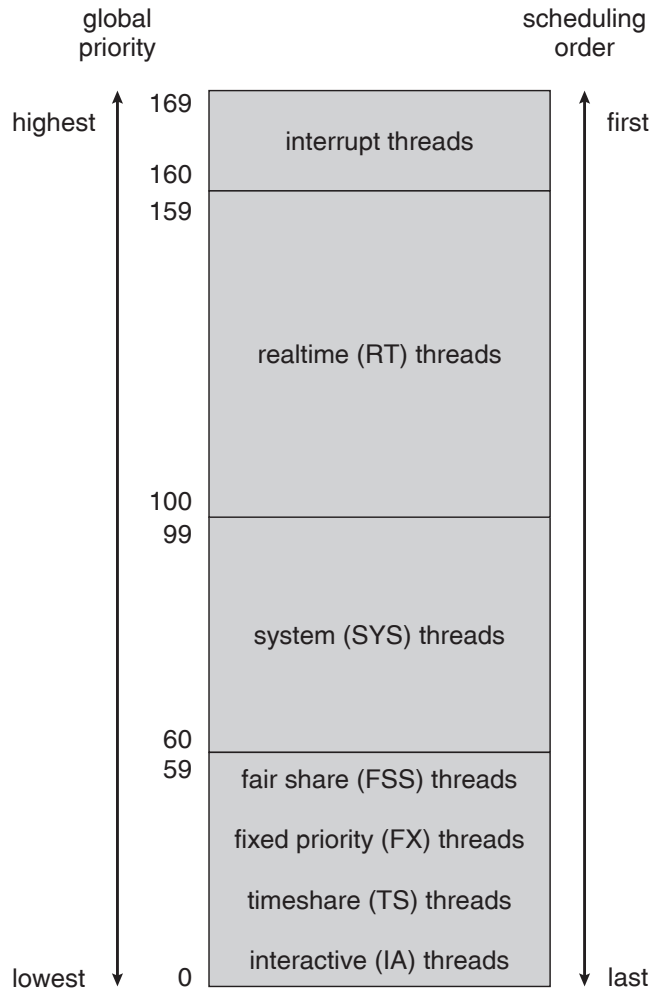 global
priority
scheduling
order
highest
169
interrupt threads
first
160
159
realtime (RT) threads
100
99
system (SYS) threads
60
59
fair share (FSS) threads
fixed priority (FX) threads
timeshare (TS) threads
interactive (IA) threads
lowest
0
last